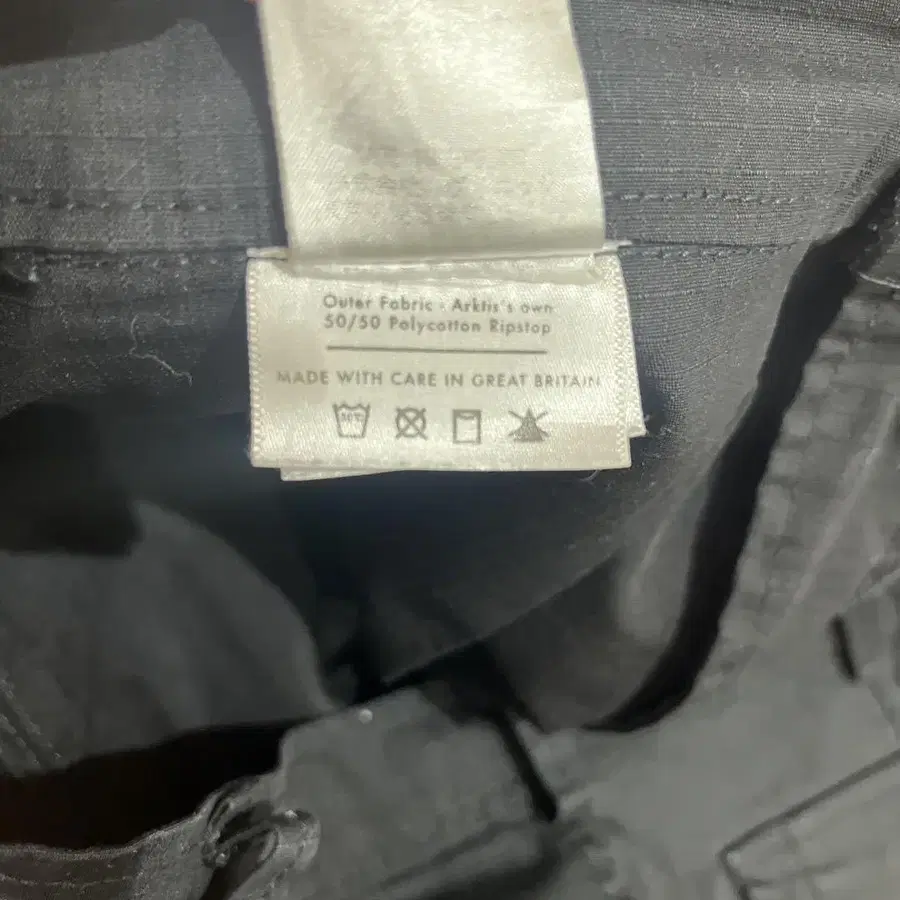 Outer Fabric - Arktis's own
50/50 Polycotton Ripstop
MADE WITH CARE IN GREAT BRITAIN
30°C